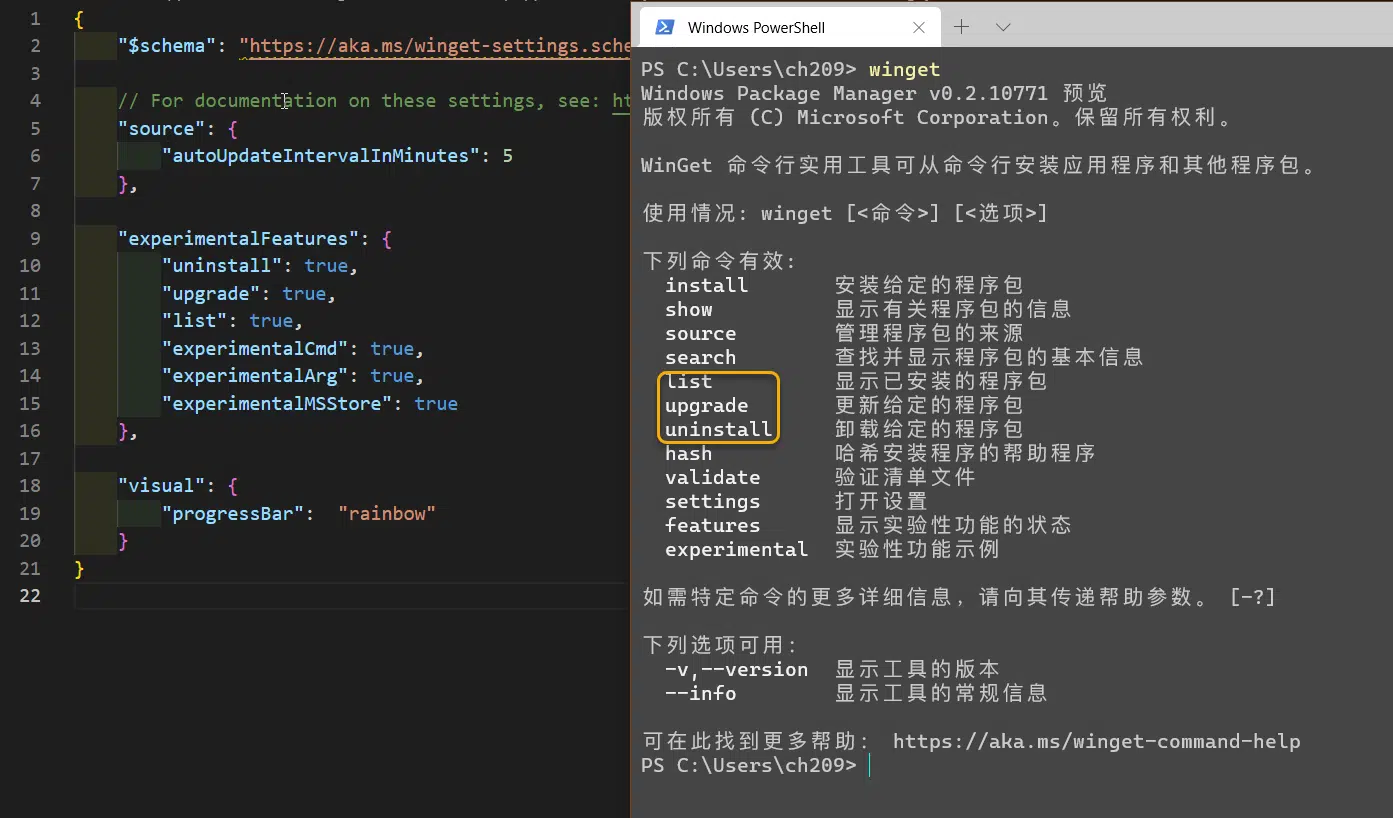 1 {
2 "$schema": "https://aka.ms/winget-settings.sche
3
4 // For documentation on these settings, see: ht
5 "source": {
6 "autoUpdateIntervalInMinutes": 5
7 },
8
9 "experimentalFeatures": {
10 "uninstall": true,
11 "upgrade": true,
12 "list": true,
13 "experimentalCmd": true,
14 "experimentalArg": true,
15 "experimentalMSStore": true
16 },
17
18 "visual": {
19 "progressBar":  "rainbow"
20 }
21 }
22
Windows PowerShell
PS C:\Users\ch209> winget
Windows Package Manager v0.2.10771 预览
版权所有 (C) Microsoft Corporation。保留所有权利。
WinGet 命令行实用工具可从命令行安装应用程序和其他程序包。
使用情况: winget [<命令>] [<选项>]
下列命令有效:
install 安装给定的程序包
show 显示有关程序包的信息
source 管理程序包的来源
search 查找并显示程序包的基本信息
list 显示已安装的程序包
upgrade 更新给定的程序包
uninstall 卸载给定的程序包
hash 哈希安装程序的帮助程序
validate 验证清单文件
settings 打开设置
features 显示实验性功能的状态
experimental 实验性功能示例
如需特定命令的更多详细信息，请向其传递帮助参数。 [-?]
下列选项可用:
-v,--version 显示工具的版本
--info 显示工具的常规信息
可在此找到更多帮助: https://aka.ms/winget-command-help
PS C:\Users\ch209>